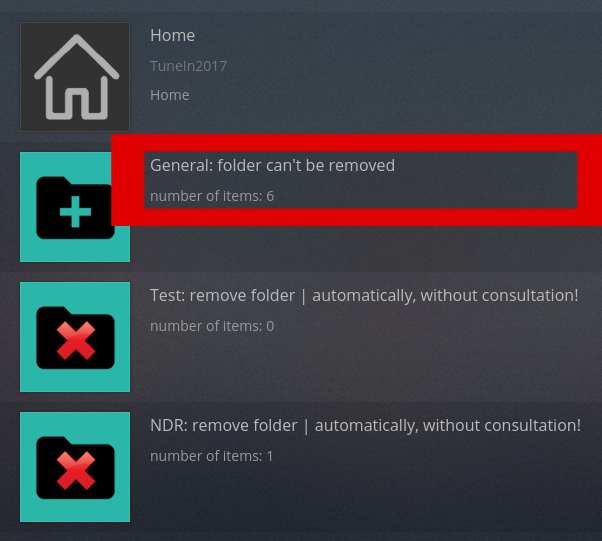 Home
TuneIn2017
Home
General: folder can't be removed
number of items: 6
Test: remove folder | automatically, without consultation!
number of items: 0
NDR: remove folder | automatically, without consultation!
number of items: 1